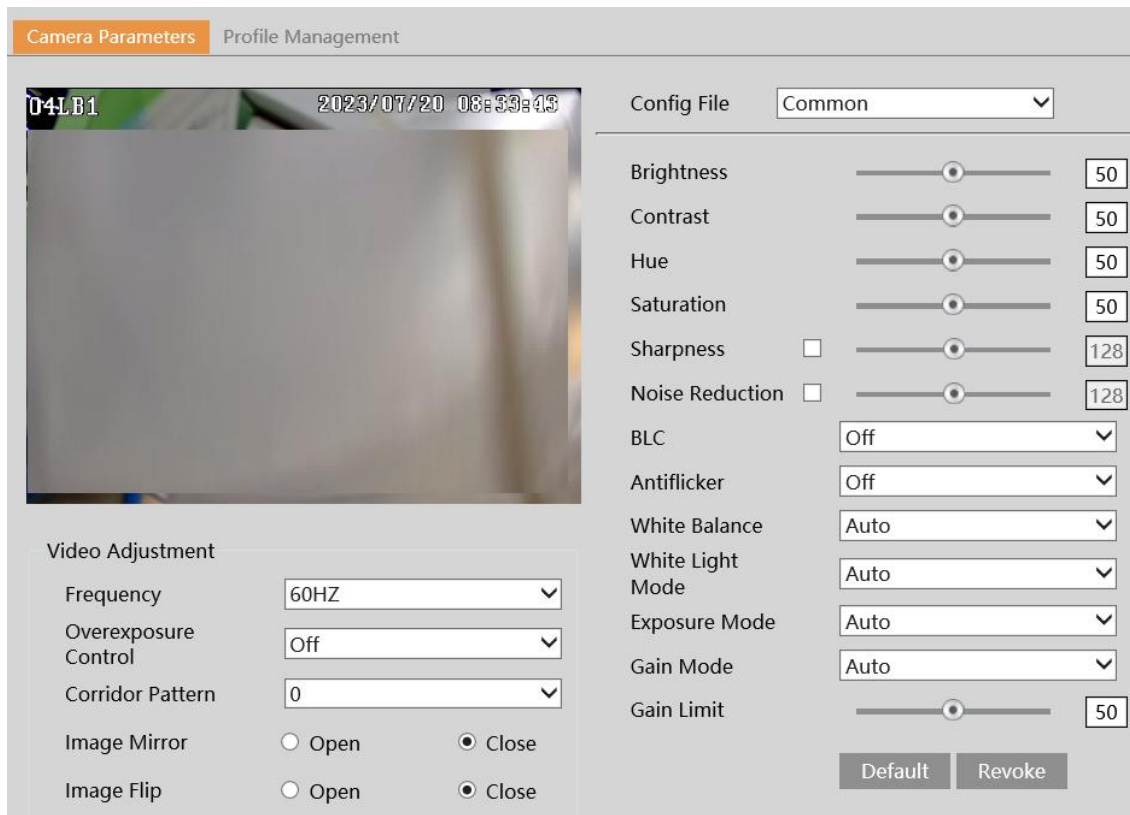 Camera Parameters Profile Management
04LB1 2023/07/20 08:33:43
Config File Common
Brightness 50
Contrast 50
Hue 50
Saturation 50
Sharpness 128
Noise Reduction 128
BLC Off
Antiflicker Off
White Balance Auto
White Light
Mode Auto
Exposure Mode Auto
Gain Mode Auto
Gain Limit 50
Default Revoke
Video Adjustment
Frequency 60HZ
Overexposure
Control Off
Corridor Pattern 0
Image Mirror Open Close
Image Flip Open Close